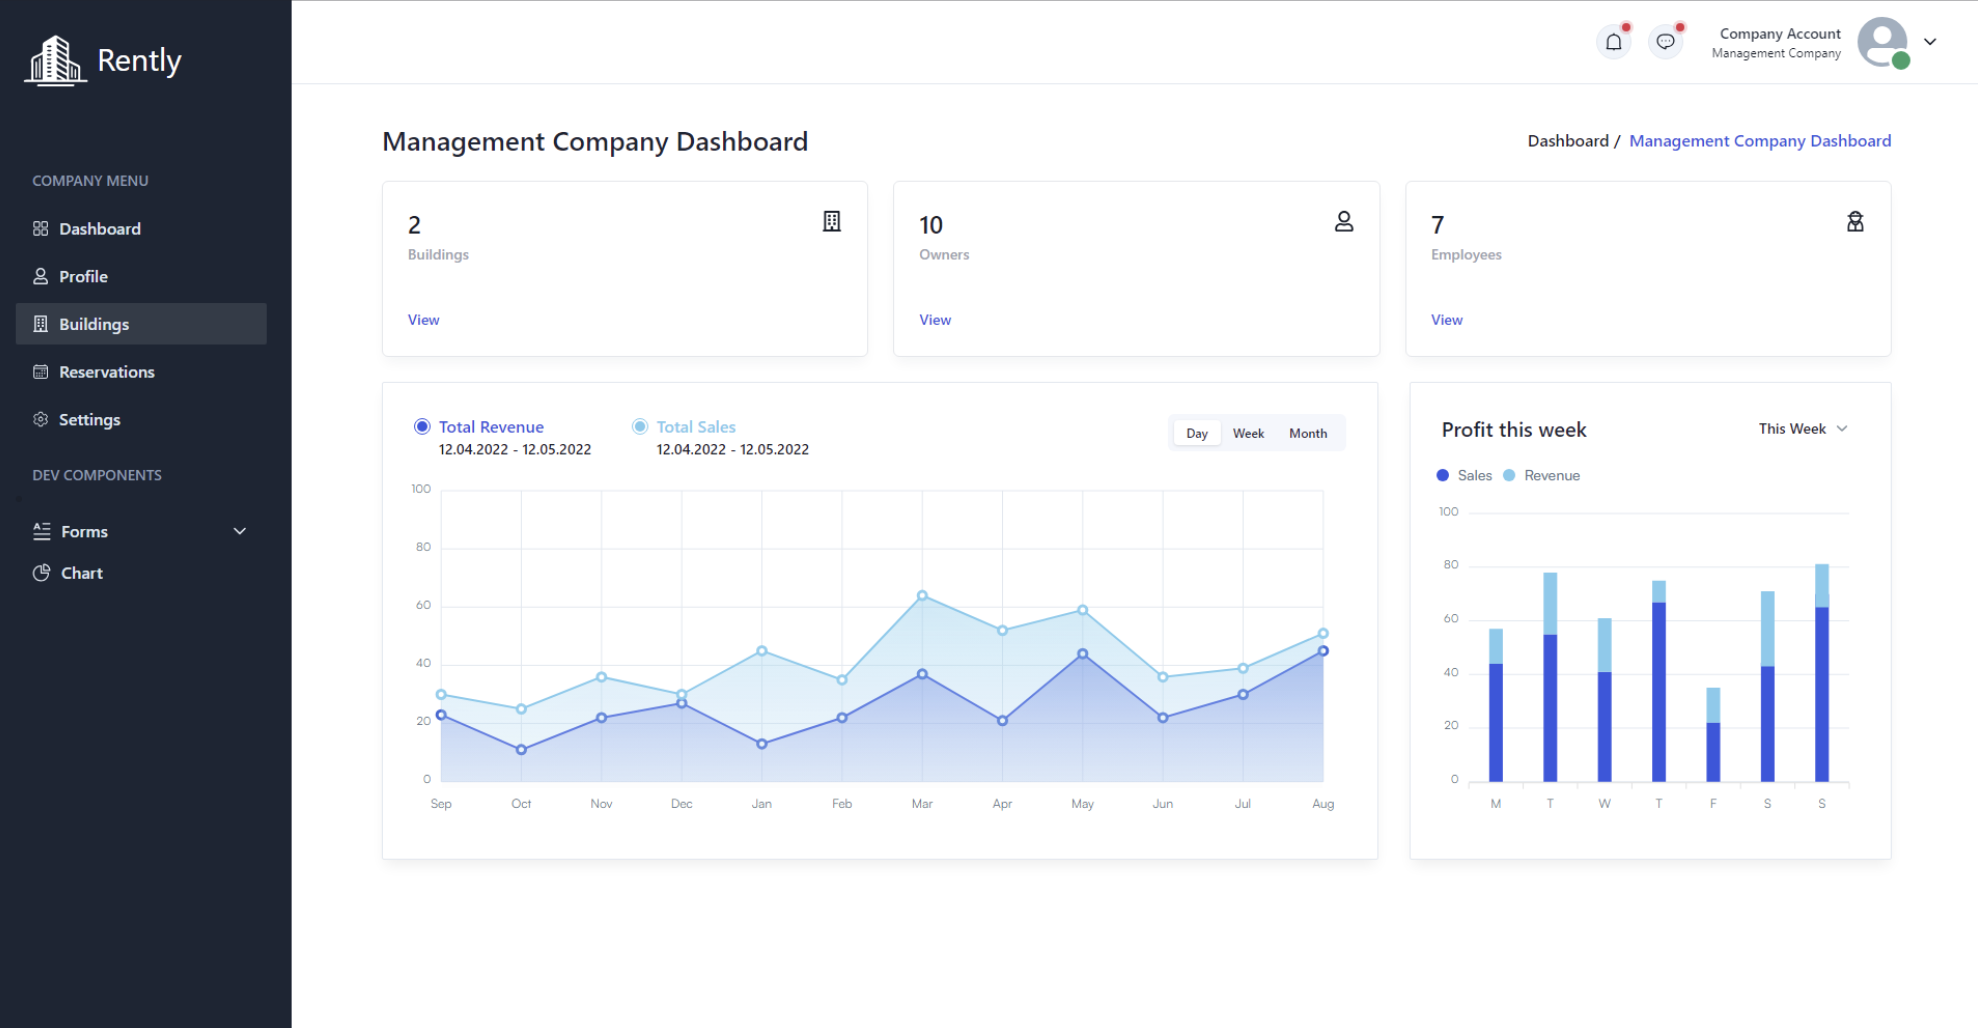 Rently
COMPANY MENU
Dashboard
Profile
Buildings
Reservations
Settings
DEV COMPONENTS
Forms
Chart
Company Account
Management Company
Management Company Dashboard
Dashboard / Management Company Dashboard
2
Buildings
View
10
Owners
View
7
Employees
View
Total Revenue
12.04.2022 - 12.05.2022
Total Sales
12.04.2022 - 12.05.2022
Day Week Month
100
80
60
40
20
0
Sep Oct Nov Dec Jan Feb Mar Apr May Jun Jul Aug
Profit this week
This Week
Sales Revenue
100
80
60
40
20
0
M T W T F S S